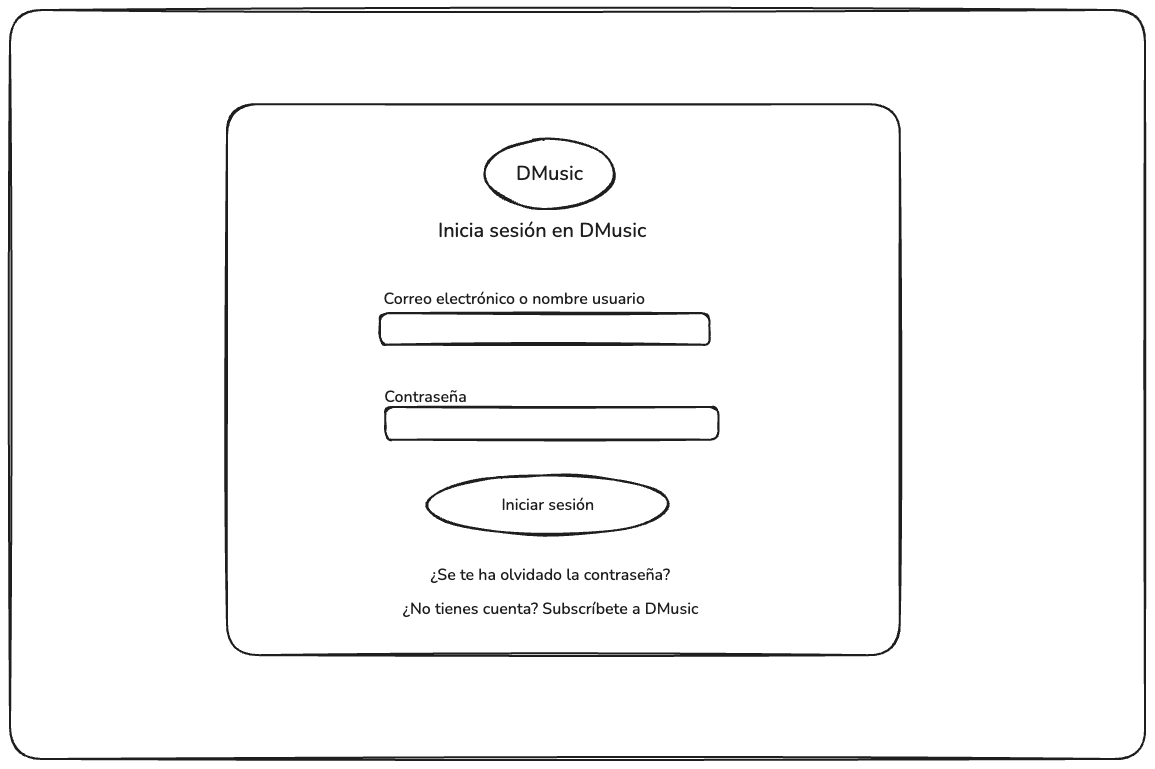 DMusic
Inicia sesión en DMusic
Correo electrónico o nombre usuario
Contraseña
Iniciar sesión
¿Se te ha olvidado la contraseña?
¿No tienes cuenta? Subscríbete a DMusic